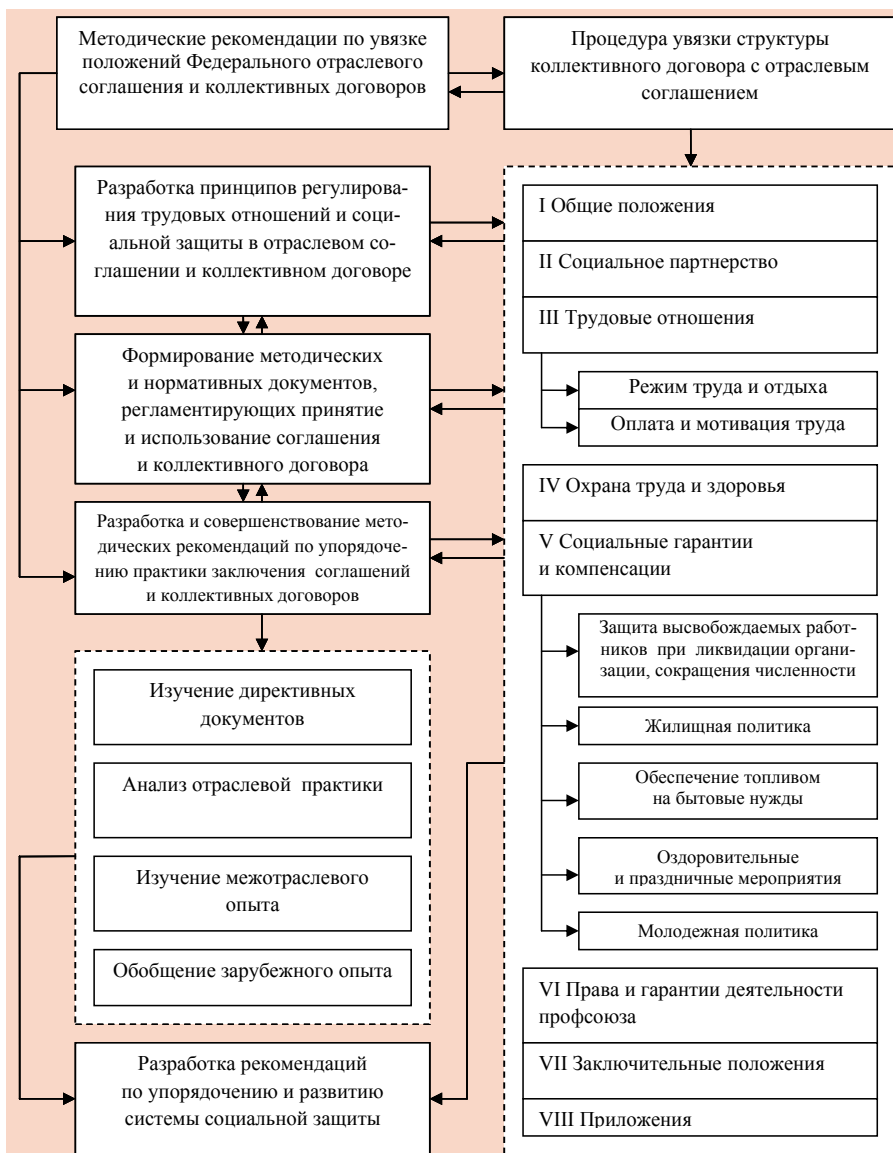 Методические рекомендации по увязке
положений Федерального отраслевого
соглашения и коллективных договоров
Процедура увязки структуры
коллективного договора с отраслевым
соглашением
Разработка принципов регулирова-
ния трудовых отношений и соци-
альной защиты в отраслевом со-
глашении и коллективном договоре
Формирование методических
и нормативных документов,
регламентирующих принятие
и использование соглашения
и коллективного договора
Разработка и совершенствование мето-
дических рекомендаций по упорядоче-
нию практики заключения соглашений
и коллективных договоров
Изучение директивных
документов
Анализ отраслевой практики
Изучение межотраслевого
опыта
Обобщение зарубежного опыта
Разработка рекомендаций
по упорядочению и развитию
системы социальной защиты
I Общие положения
II Социальное партнерство
III Трудовые отношения
Режим труда и отдыха
Оплата и мотивация труда
IV Охрана труда и здоровья
V Социальные гарантии
и компенсации
Защита высвобождаемых работ-
ников при ликвидации органи-
зации, сокращения численности
Жилищная политика
Обеспечение топливом
на бытовые нужды
Оздоровительные
и праздничные мероприятия
Молодежная политика
VI Права и гарантии деятельности
профсоюза
VII Заключительные положения
VIII Приложения